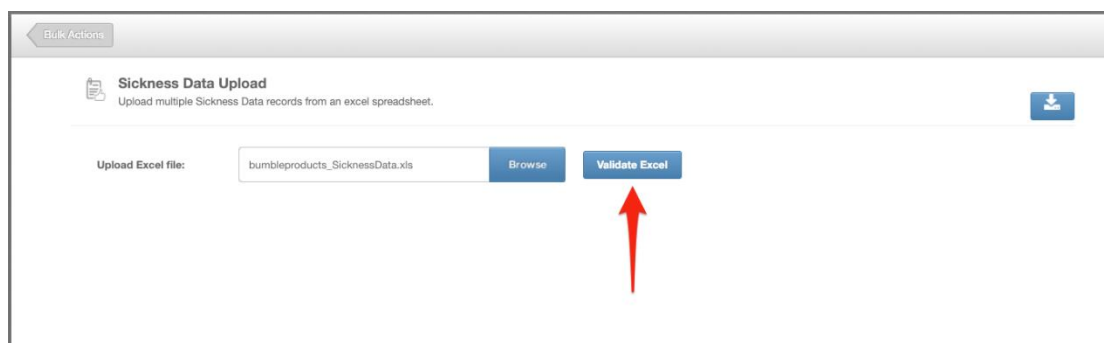 Bulk Actions
Sickness Data Upload
Upload multiple Sickness Data records from an excel spreadsheet.
Upload Excel file: bumbleproducts_SicknessData.xls Browse Validate Excel